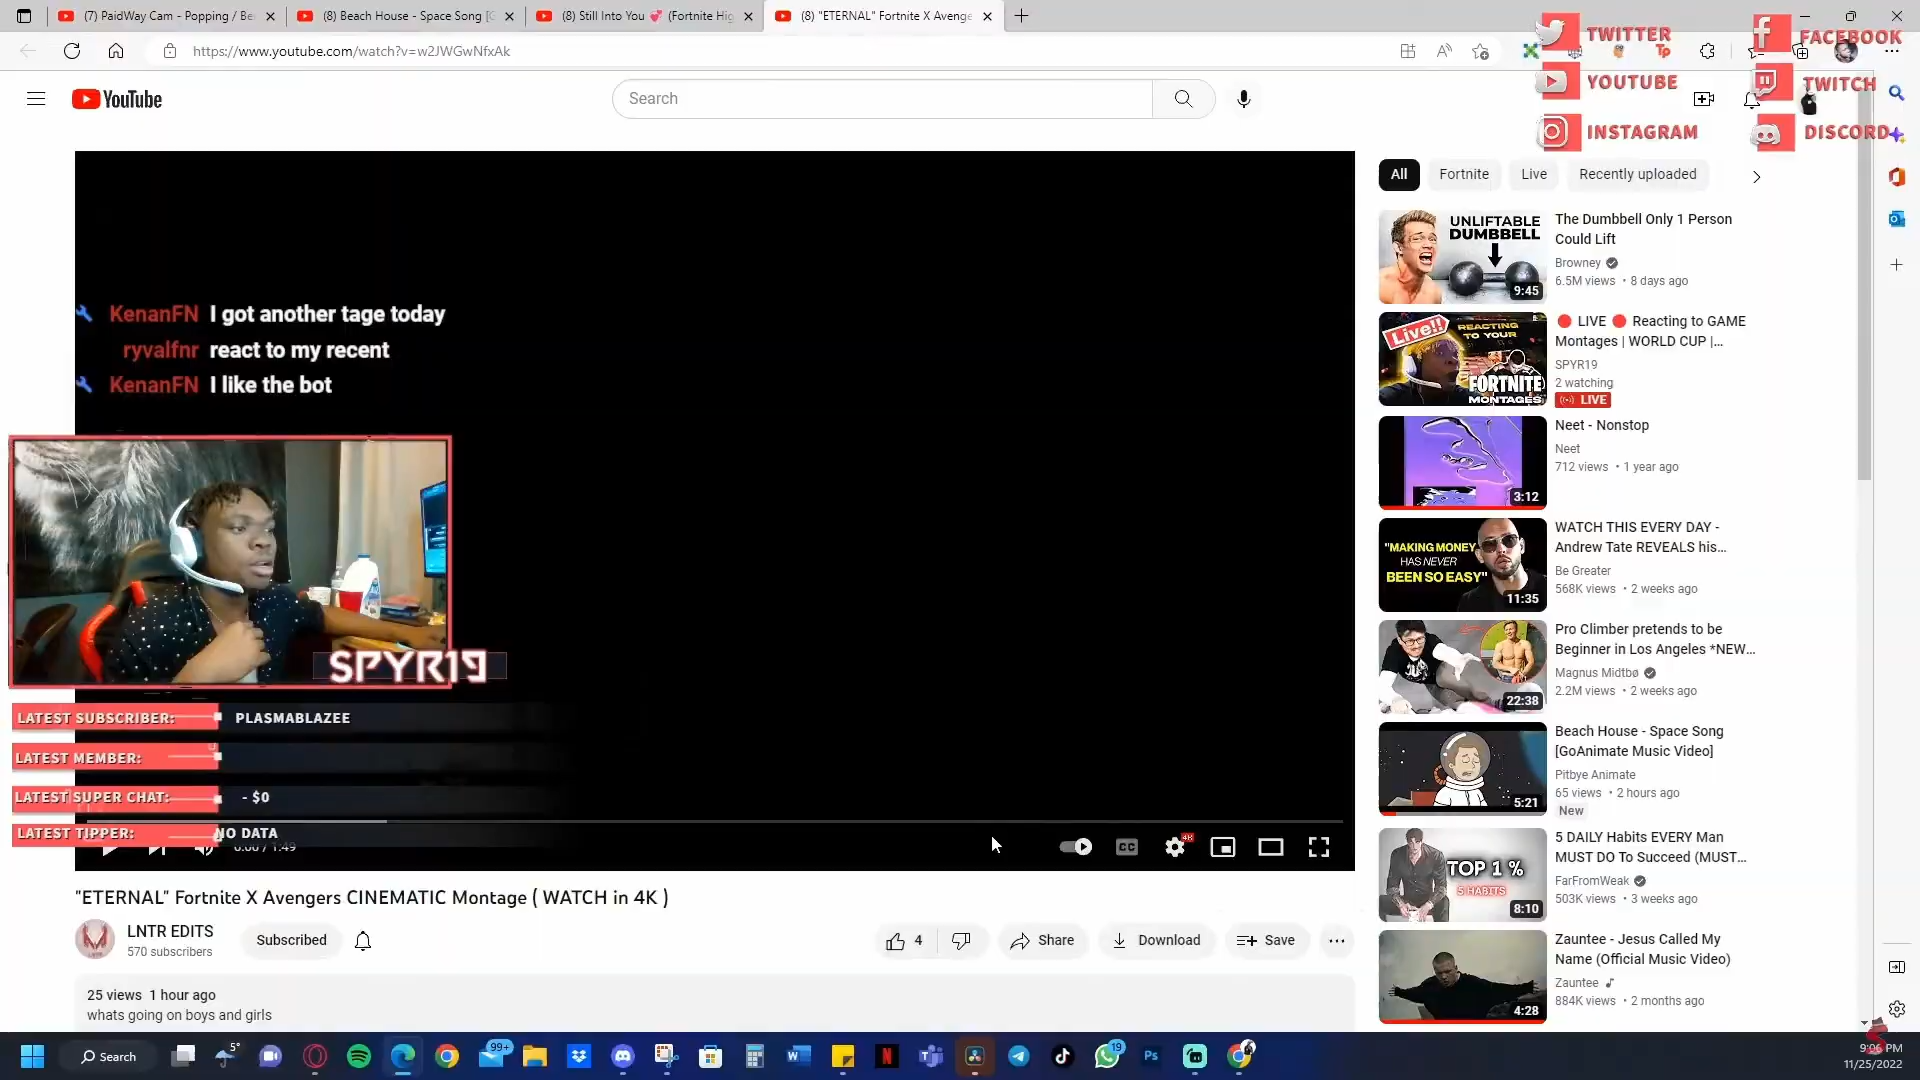 (7) PaidWay Cam - Popping / Be
(8) Beach House - Space Song [G
(8) Still Into You 💞 (Fortnite Hig
(8) "ETERNAL" Fortnite X Avenge
https://www.youtube.com/watch?v=w2JWGwNfxAk
TWITTER
FACEBOOK
YOUTUBE
TWITCH
INSTAGRAM
DISCORD
YouTube
Search
KenanFN I got another tage today
ryvalfnr react to my recent
KenanFN I like the bot
SPYR19
LATEST SUBSCRIBER: PLASMABLAZEE
LATEST MEMBER:
LATEST SUPER CHAT: - $0
LATEST TIPPER: NO DATA
0:00 / 1:49
CC
4K
"ETERNAL" Fortnite X Avengers CINEMATIC Montage ( WATCH in 4K )
LNTR EDITS
570 subscribers
Subscribed
4
Share
Download
Save
25 views 1 hour ago
whats going on boys and girls
All
Fortnite
Live
Recently uploaded
UNLIFTABLE
DUMBBELL
9:45
The Dumbbell Only 1 Person
Could Lift
Browney
6.5M views • 8 days ago
Live!!
REACTING
TO YOUR
FORTNITE
MONTAGES
🔴 LIVE 🔴 Reacting to GAME
Montages | WORLD CUP |...
SPYR19
2 watching
LIVE
3:12
Neet - Nonstop
Neet
712 views • 1 year ago
"MAKING MONEY
HAS NEVER
BEEN SO EASY"
11:35
WATCH THIS EVERY DAY -
Andrew Tate REVEALS his...
Be Greater
568K views • 2 weeks ago
22:38
Pro Climber pretends to be
Beginner in Los Angeles *NEW...
Magnus Midtbø
2.2M views • 2 weeks ago
5:21
Beach House - Space Song
[GoAnimate Music Video]
Pitbye Animate
65 views • 2 hours ago
New
TOP 1 %
5 HABITS
8:10
5 DAILY Habits EVERY Man
MUST DO To Succeed (MUST...
FarFromWeak
503K views • 3 weeks ago
4:28
Zauntee - Jesus Called My
Name (Official Music Video)
Zauntee
884K views • 2 months ago
Search
5°
99+
19
9:06 PM
11/25/2022